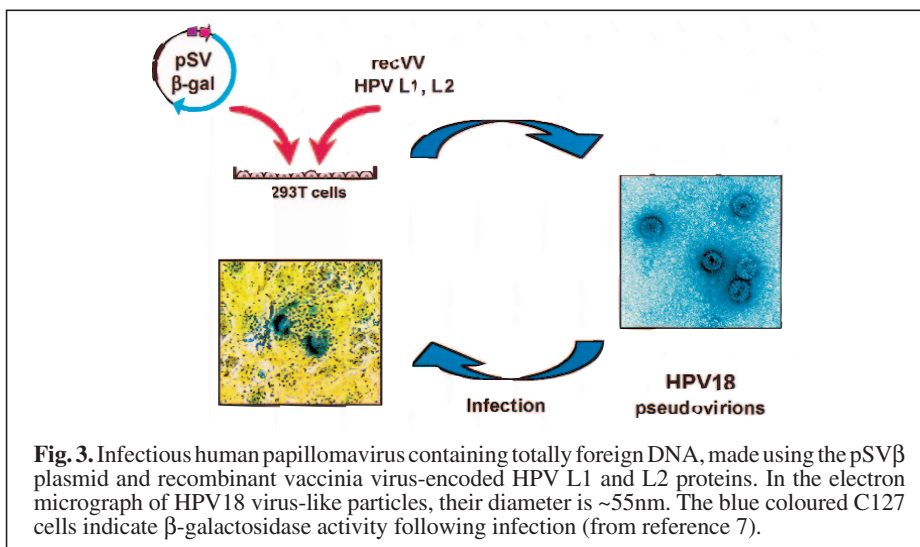 pSV
β-gal
recVV
HPV L1, L2
293T cells
Infection
HPV18
pseudovirions
Fig. 3. Infectious human papillomavirus containing totally foreign DNA, made using the pSVβ
plasmid and recombinant vaccinia virus-encoded HPV L1 and L2 proteins. In the electron
micrograph of HPV18 virus-like particles, their diameter is ~55nm. The blue coloured C127
cells indicate β-galactosidase activity following infection (from reference 7).